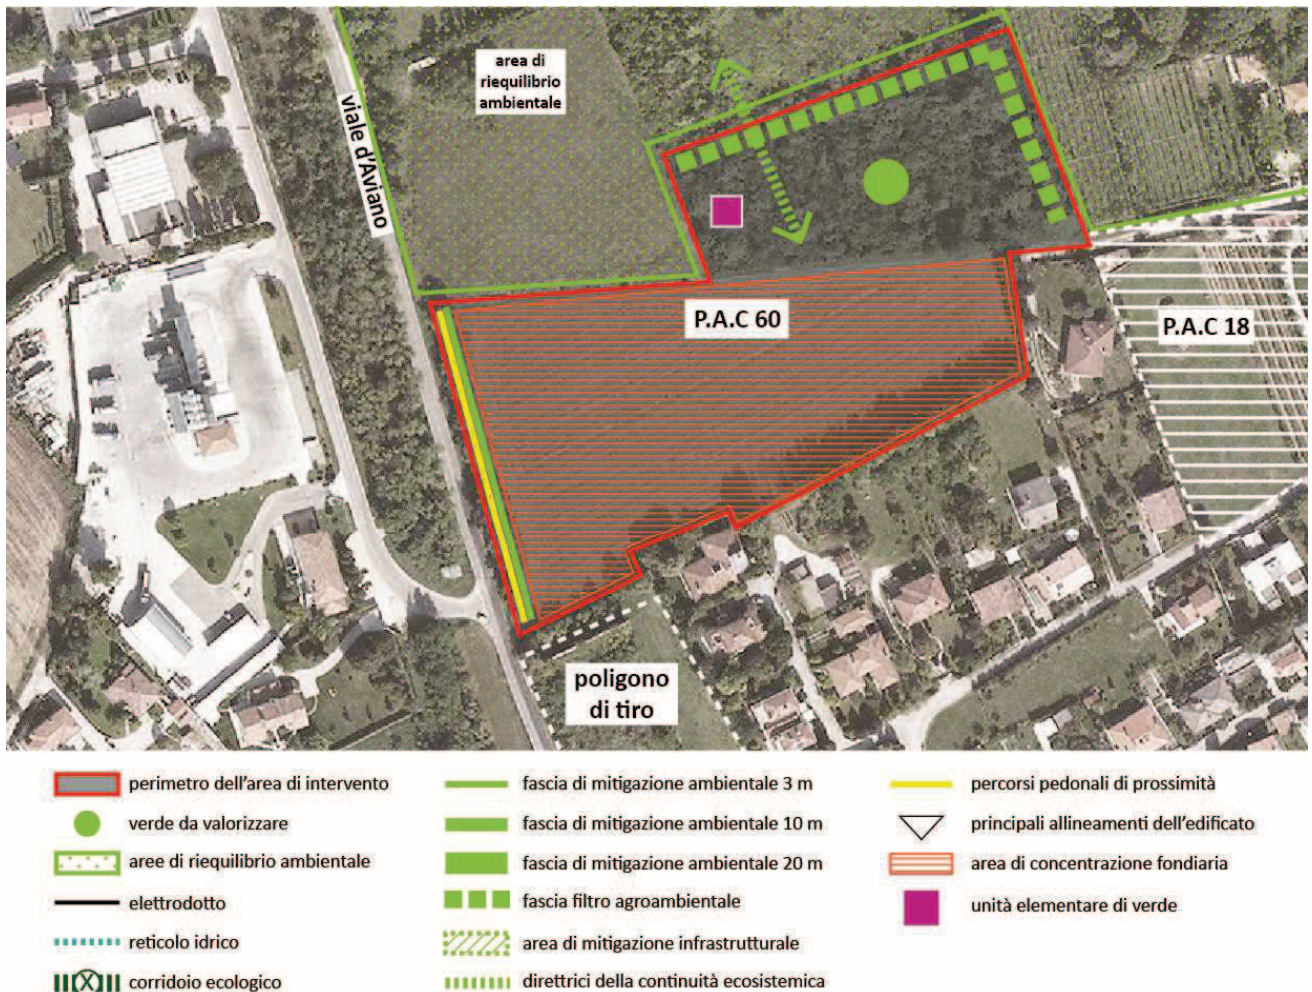 area di
riequilibrio
ambientale
viale d'Aviano
P.A.C 60
P.A.C 18
poligono
di tiro
perimetro dell'area di intervento
verde da valorizzare
aree di riequilibrio ambientale
elettrodotto
reticolo idrico
X corridoio ecologico
fascia di mitigazione ambientale 3 m
fascia di mitigazione ambientale 10 m
fascia di mitigazione ambientale 20 m
fascia filtro agroambientale
area di mitigazione infrastrutturale
direttrici della continuità ecosistemica
percorsi pedonali di prossimità
principali allineamenti dell'edificato
area di concentrazione fondiaria
unità elementare di verde